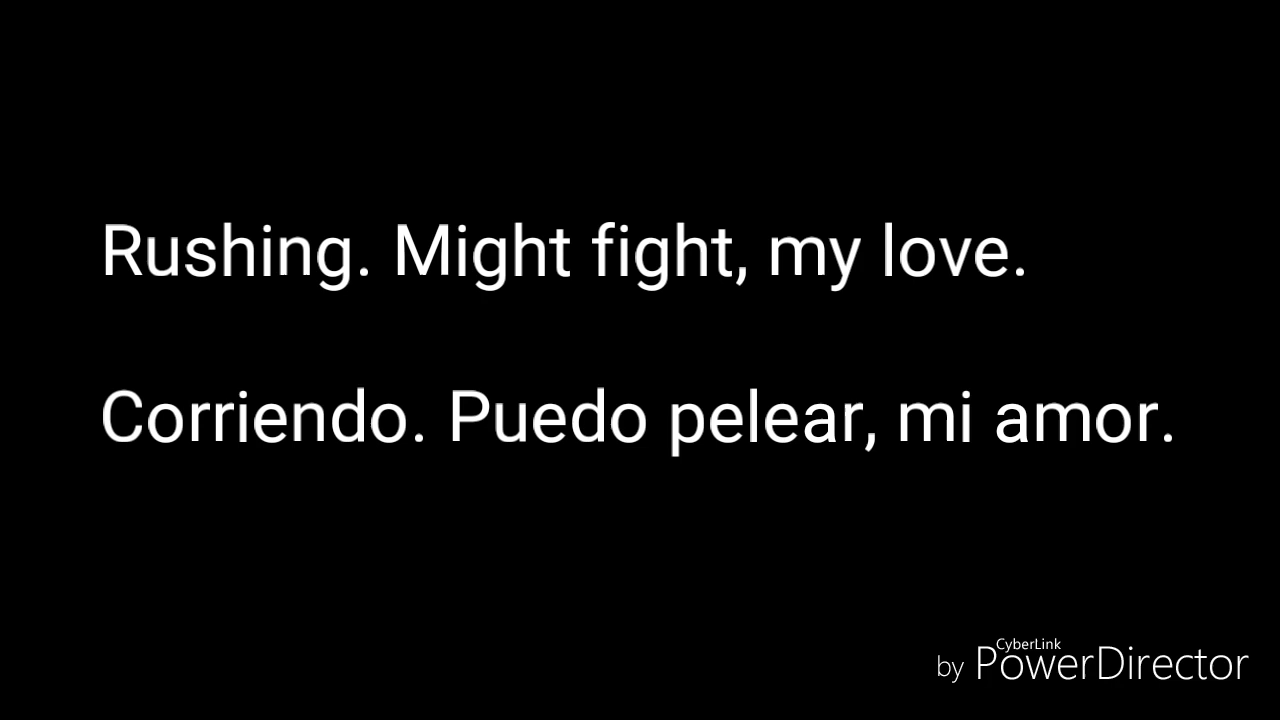 Rushing. Might fight, my love.
Corriendo. Puedo pelear, mi amor.
CyberLink
by PowerDirector